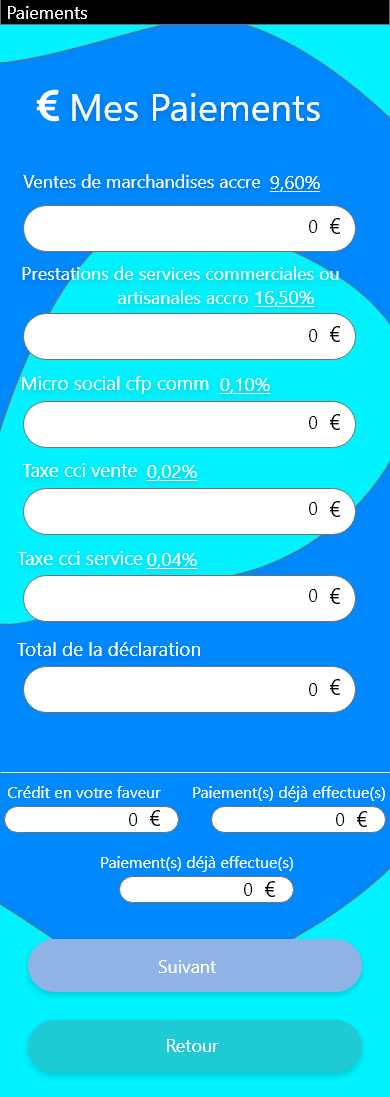 Paiements
€ Mes Paiements
Ventes de marchandises accre 9,60%
0 €
Prestations de services commerciales ou
artisanales accro 16,50%
0 €
Micro social cfp comm 0,10%
0 €
Taxe cci vente 0,02%
0 €
Taxe cci service 0,04%
0 €
Total de la déclaration
0 €
Crédit en votre faveur Paiement(s) déjà effectue(s)
0 € 0 €
Paiement(s) déjà effectue(s)
0 €
Suivant
Retour